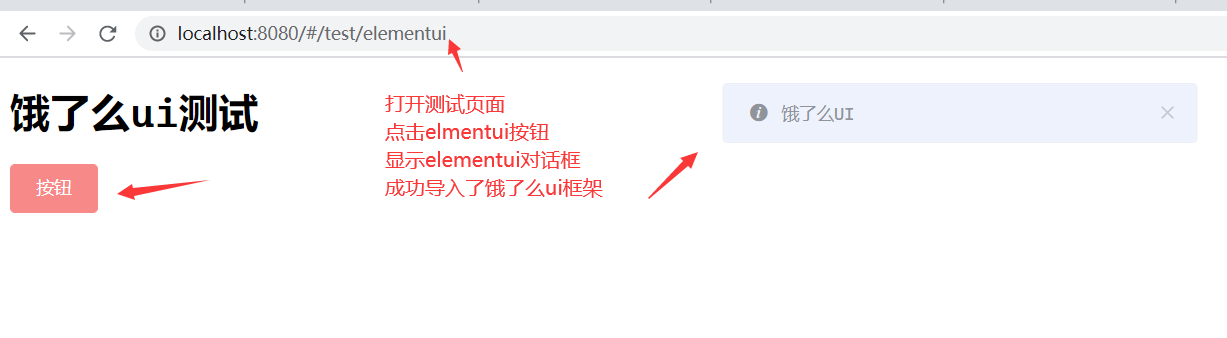 localhost:8080/#/test/elementui
饿了么ui测试
按钮
打开测试页面
点击elmentui按钮
显示elementui对话框
成功导入了饿了么ui框架
饿了么UI